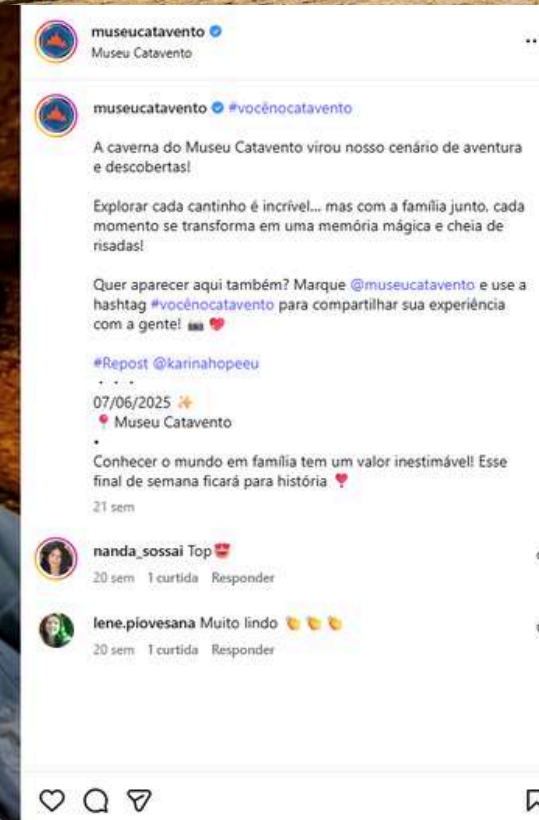 museucatavento
Museu Catavento
museucatavento #vocênocatavento
A caverna do Museu Catavento virou nosso cenário de aventura
e descobertas!
Explorar cada cantinho é incrível... mas com a família junto, cada
momento se transforma em uma memória mágica e cheia de
risadas!
Quer aparecer aqui também? Marque @museucatavento e use a
hashtag #vocênocatavento para compartilhar sua experiência
com a gente! 📷 💖
#Repost @karinahopeeu
• • •
07/06/2025 ✨
📍 Museu Catavento
•
Conhecer o mundo em família tem um valor inestimável! Esse
final de semana ficará para história ❣️
21 sem
nanda_sossai Top😍
20 sem 1 curtida Responder
lene.piovesana Muito lindo 👏👏👏
20 sem 1 curtida Responder